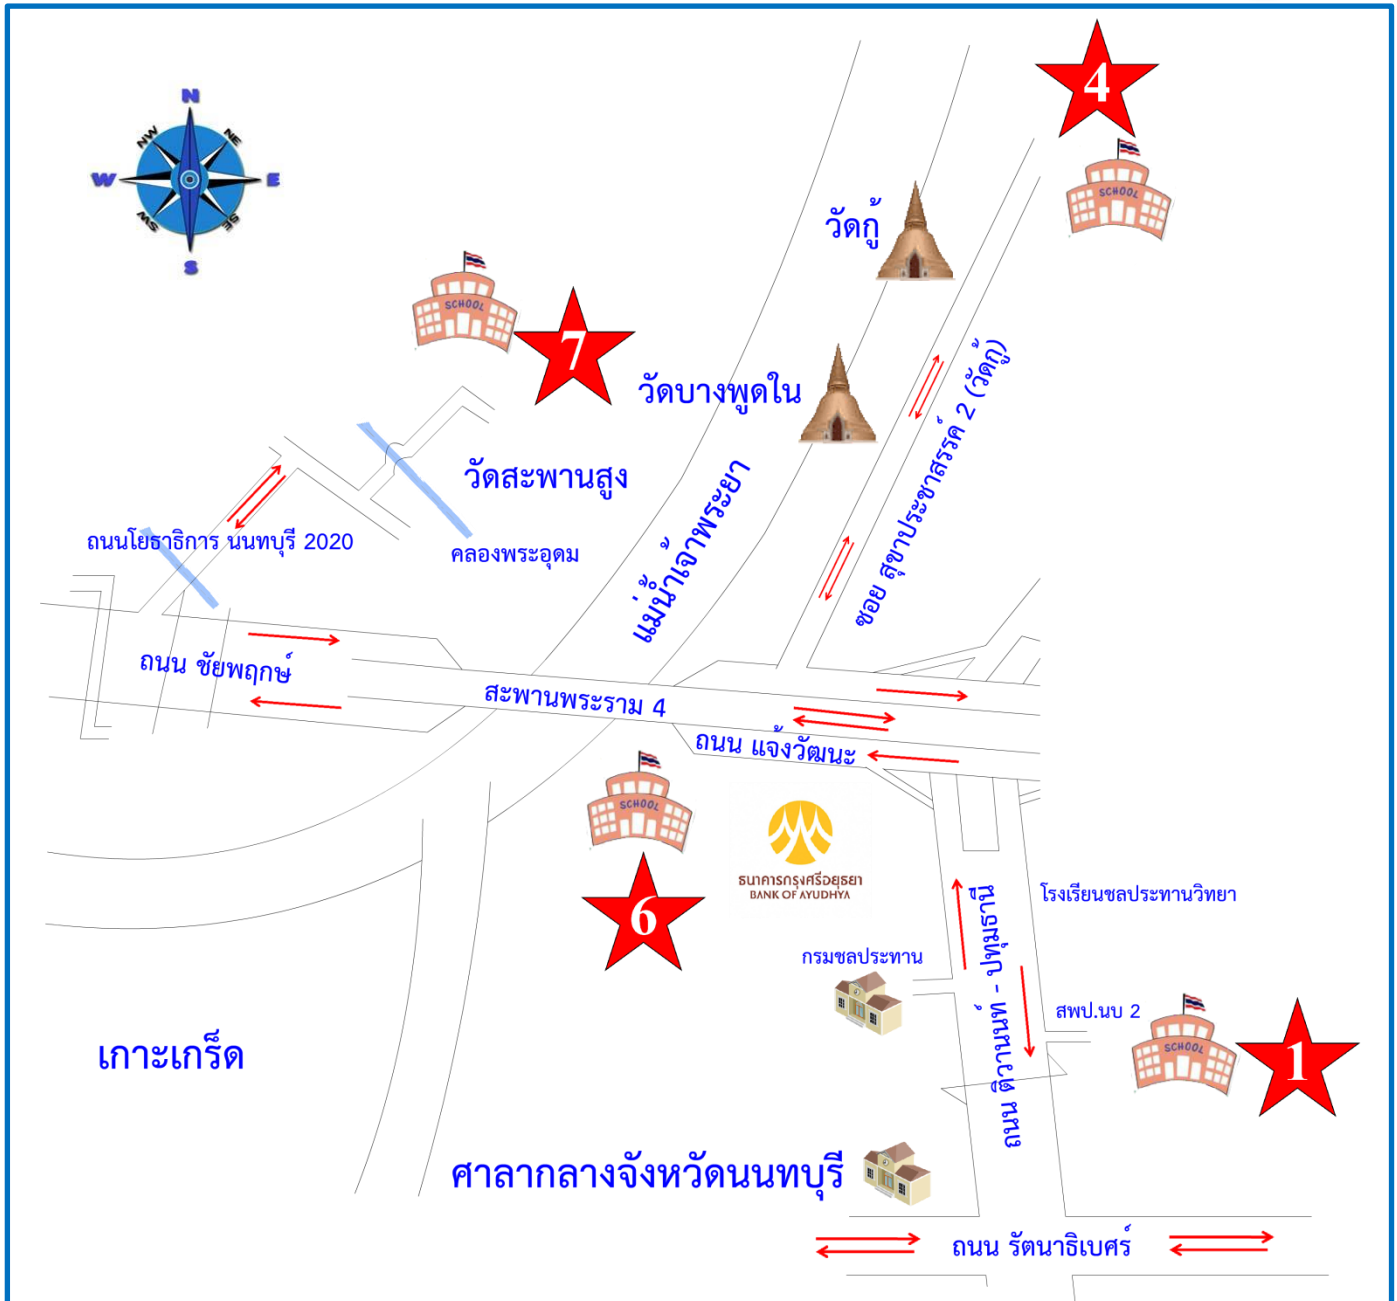 4
N
NW
NE
W
E
SW
SE
S
SCHOOL
วัดกู้
SCHOOL
7
วัดบางพูดใน
ซอย สุขาประชาสรรค์ 2 (วัดกู้)
วัดสะพานสูง
แม่น้ำเจ้าพระยา
ถนนโยธาธิการ นนทบุรี 2020
คลองพระอุดม
ถนน ชัยพฤกษ์
สะพานพระราม 4
ถนน แจ้งวัฒนะ
SCHOOL
6
ธนาคารกรุงศรีอยุธยา
BANK OF AYUDHYA
โรงเรียนชลประทานวิทยา
ถนน ติวานนท์ - ปทุมธานี
กรมชลประทาน
สพป.นบ 2
SCHOOL
1
เกาะเกร็ด
ศาลากลางจังหวัดนนทบุรี
ถนน รัตนาธิเบศร์